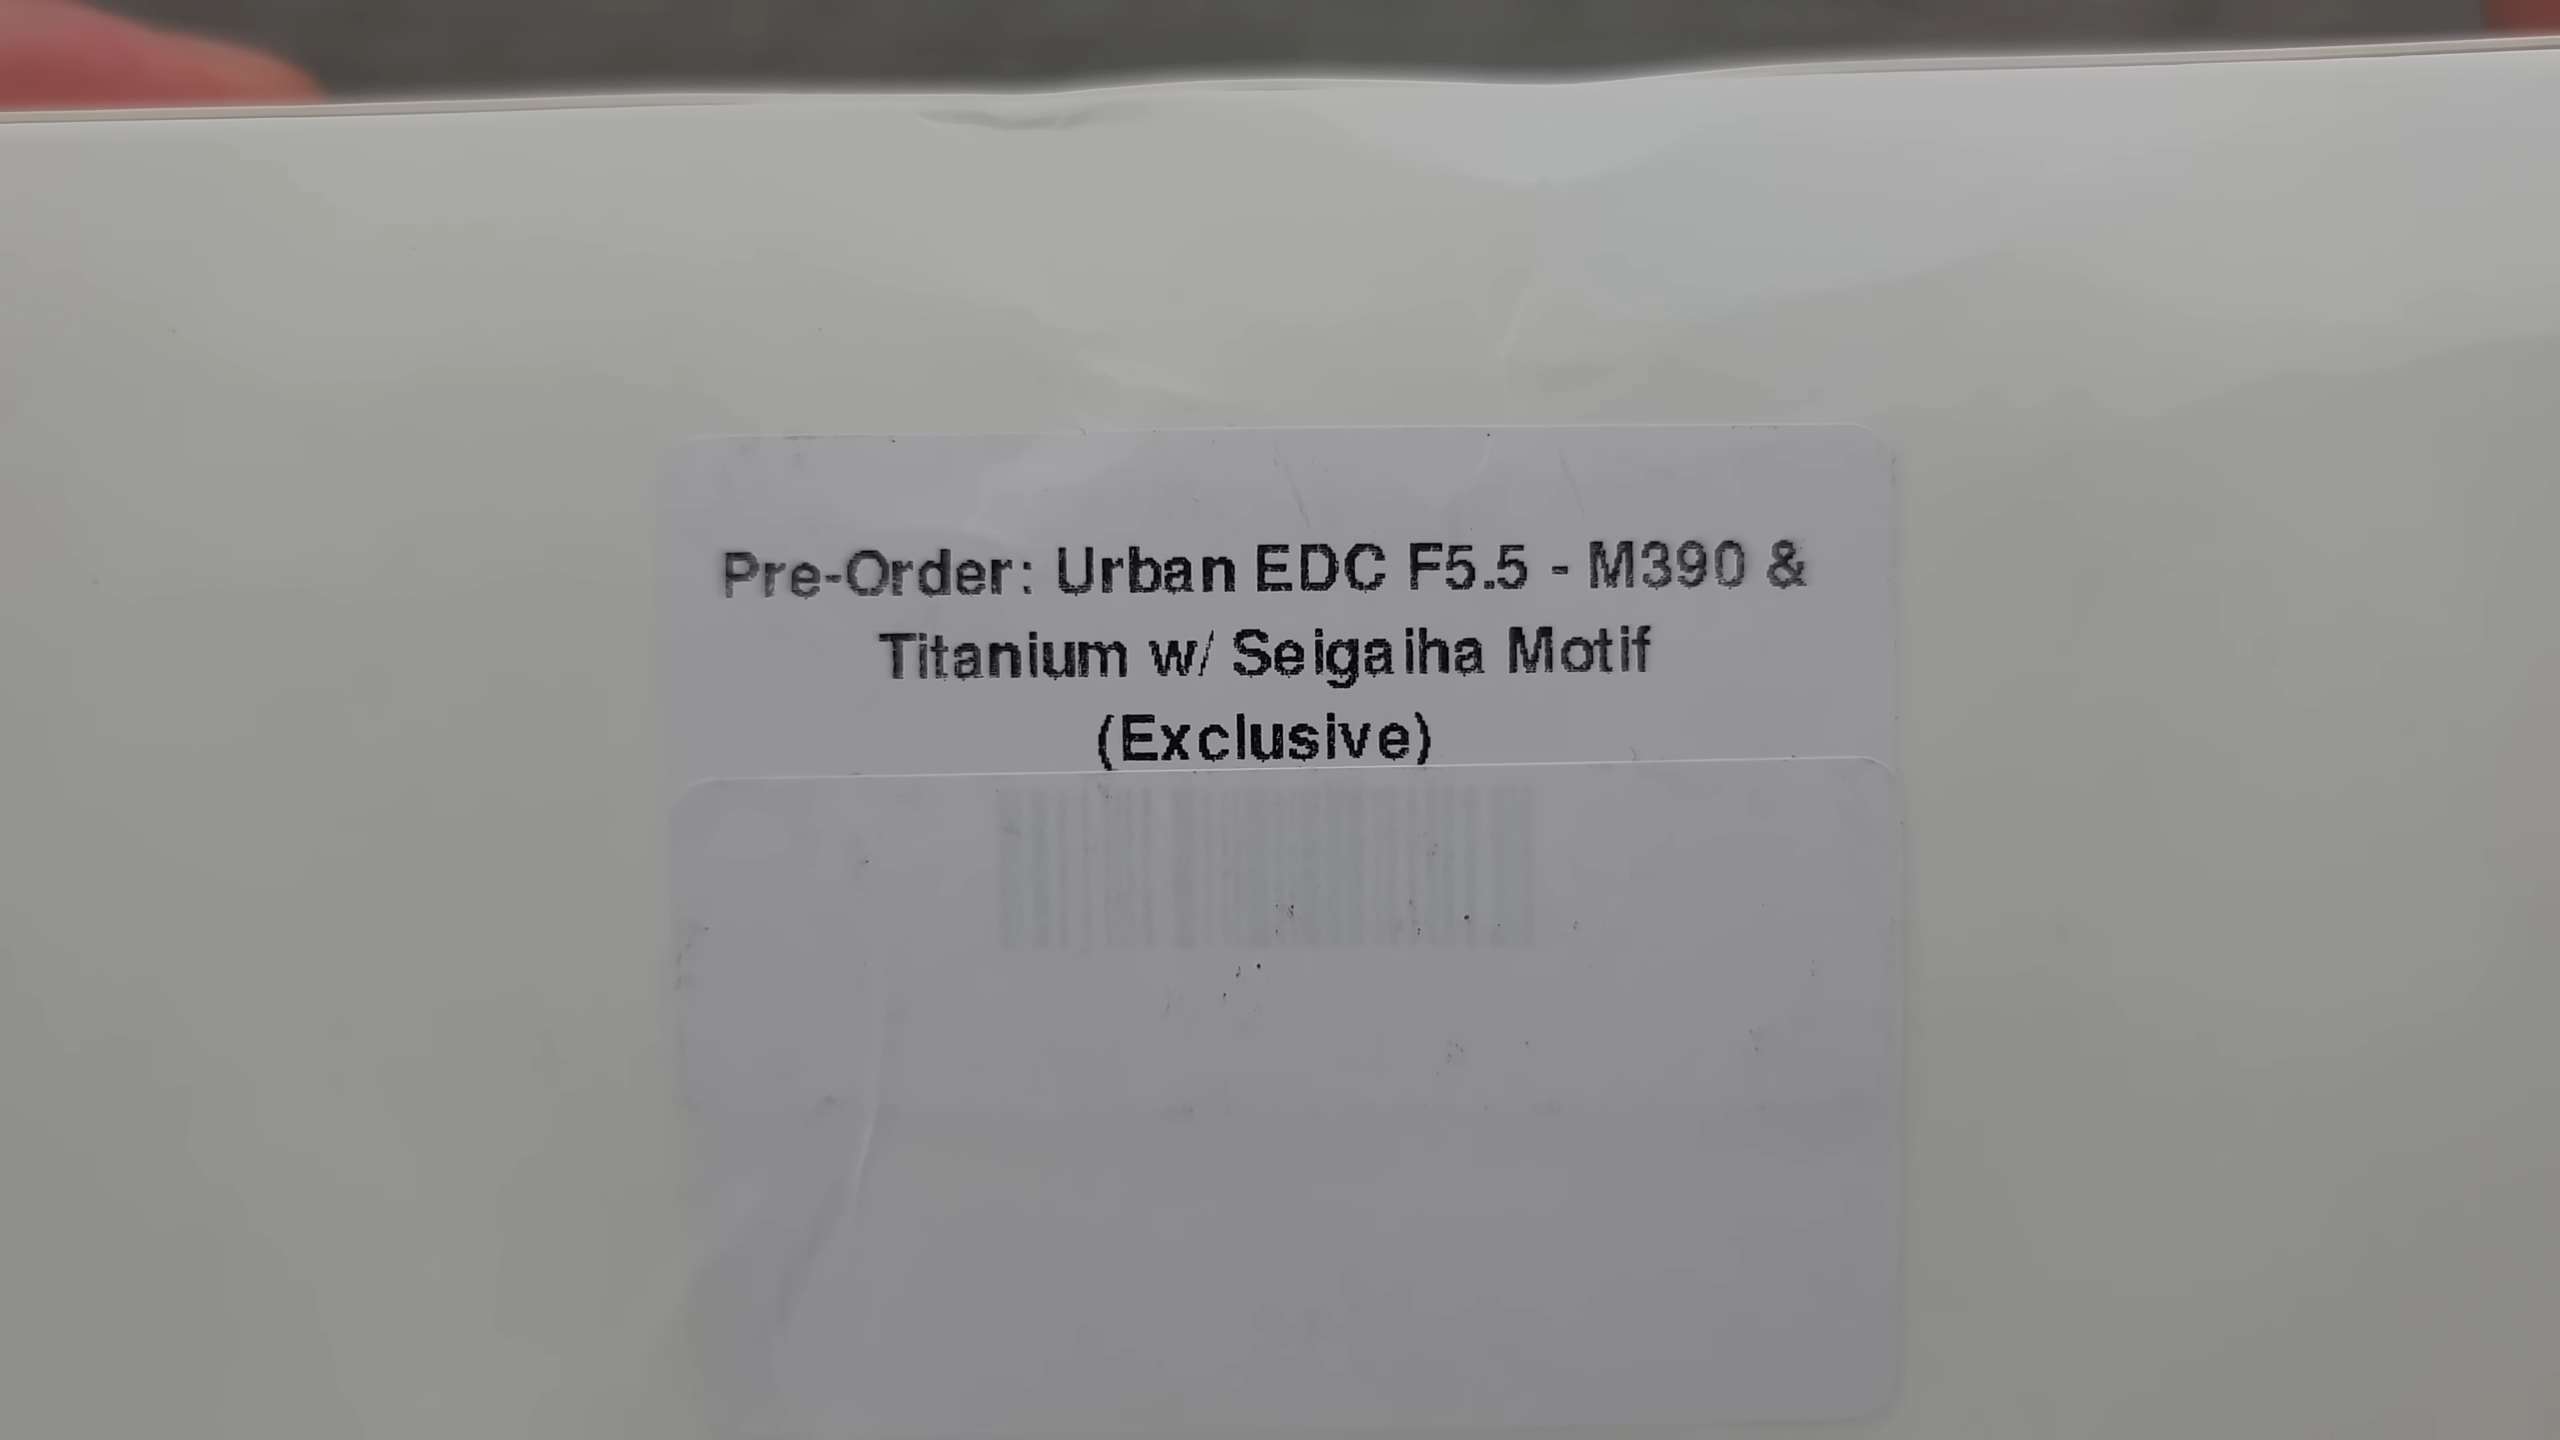 Pre-Order: Urban EDC F5.5 - M390 &
Titanium w/ Seigaiha Motif
(Exclusive)